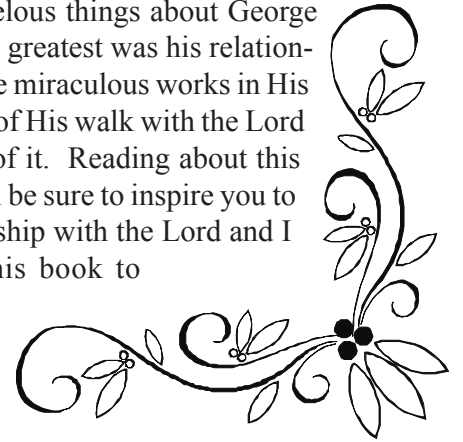 elous things about George
greatest was his relation-
e miraculous works in His
of His walk with the Lord
of it. Reading about this
be sure to inspire you to
ship with the Lord and I
his book to